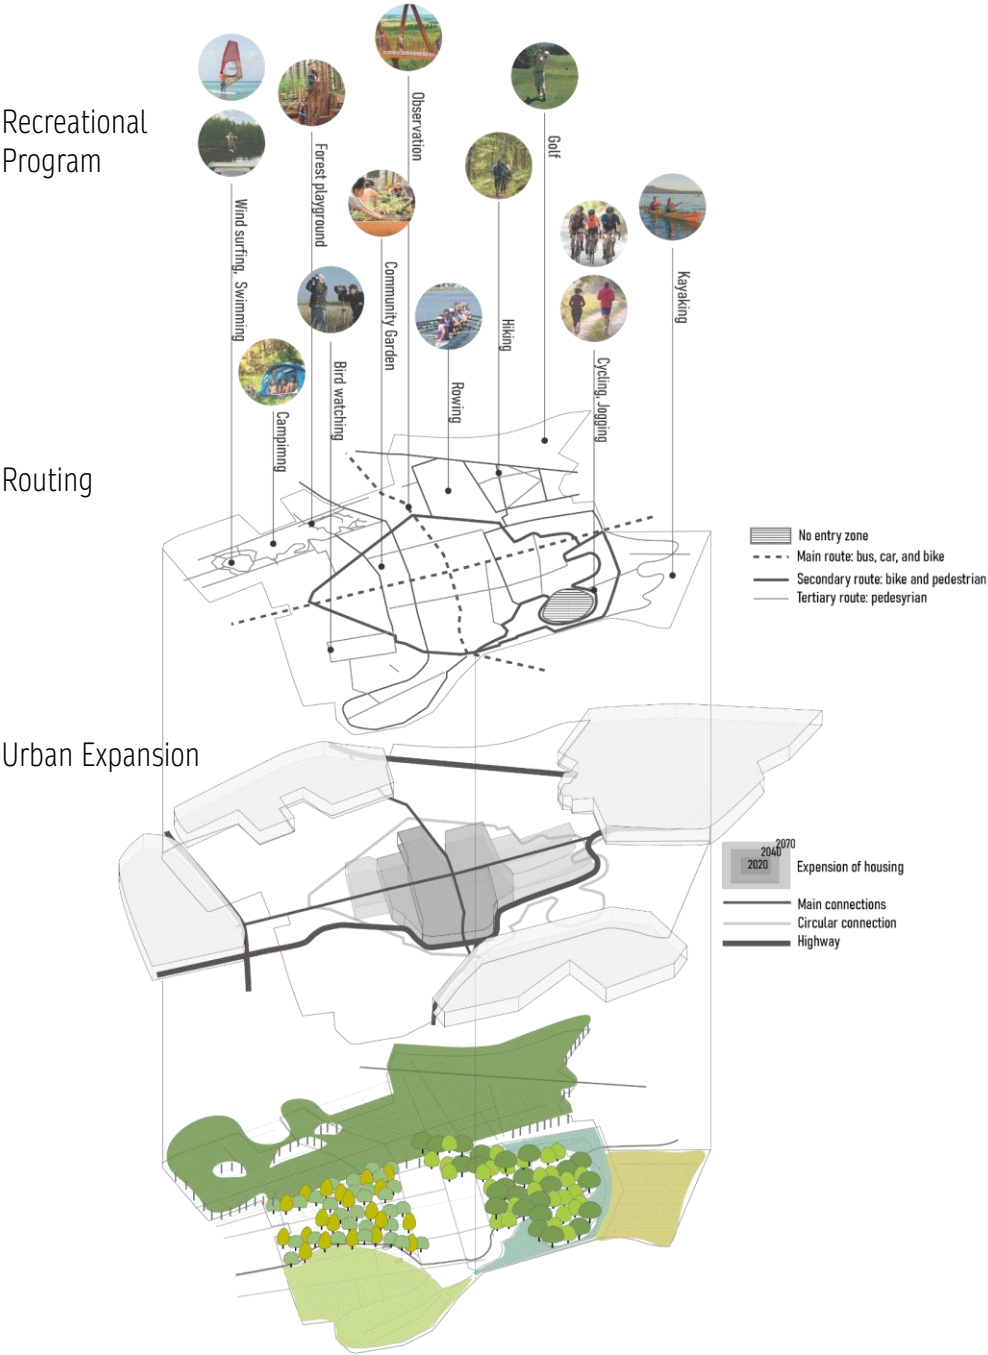 Recreational
Program
Observation
Golf
Forest playground
Wind surfing, Swimming
Community Garden
Kayaking
Hiking
Bird watching
Rowing
Cycling, Jogging
Campimng
Routing
No entry zone
Main route: bus, car, and bike
Secondary route: bike and pedestrian
Tertiary route: pedesyrian
Urban Expansion
2070
2040
2020
Expension of housing
Main connections
Circular connection
Highway